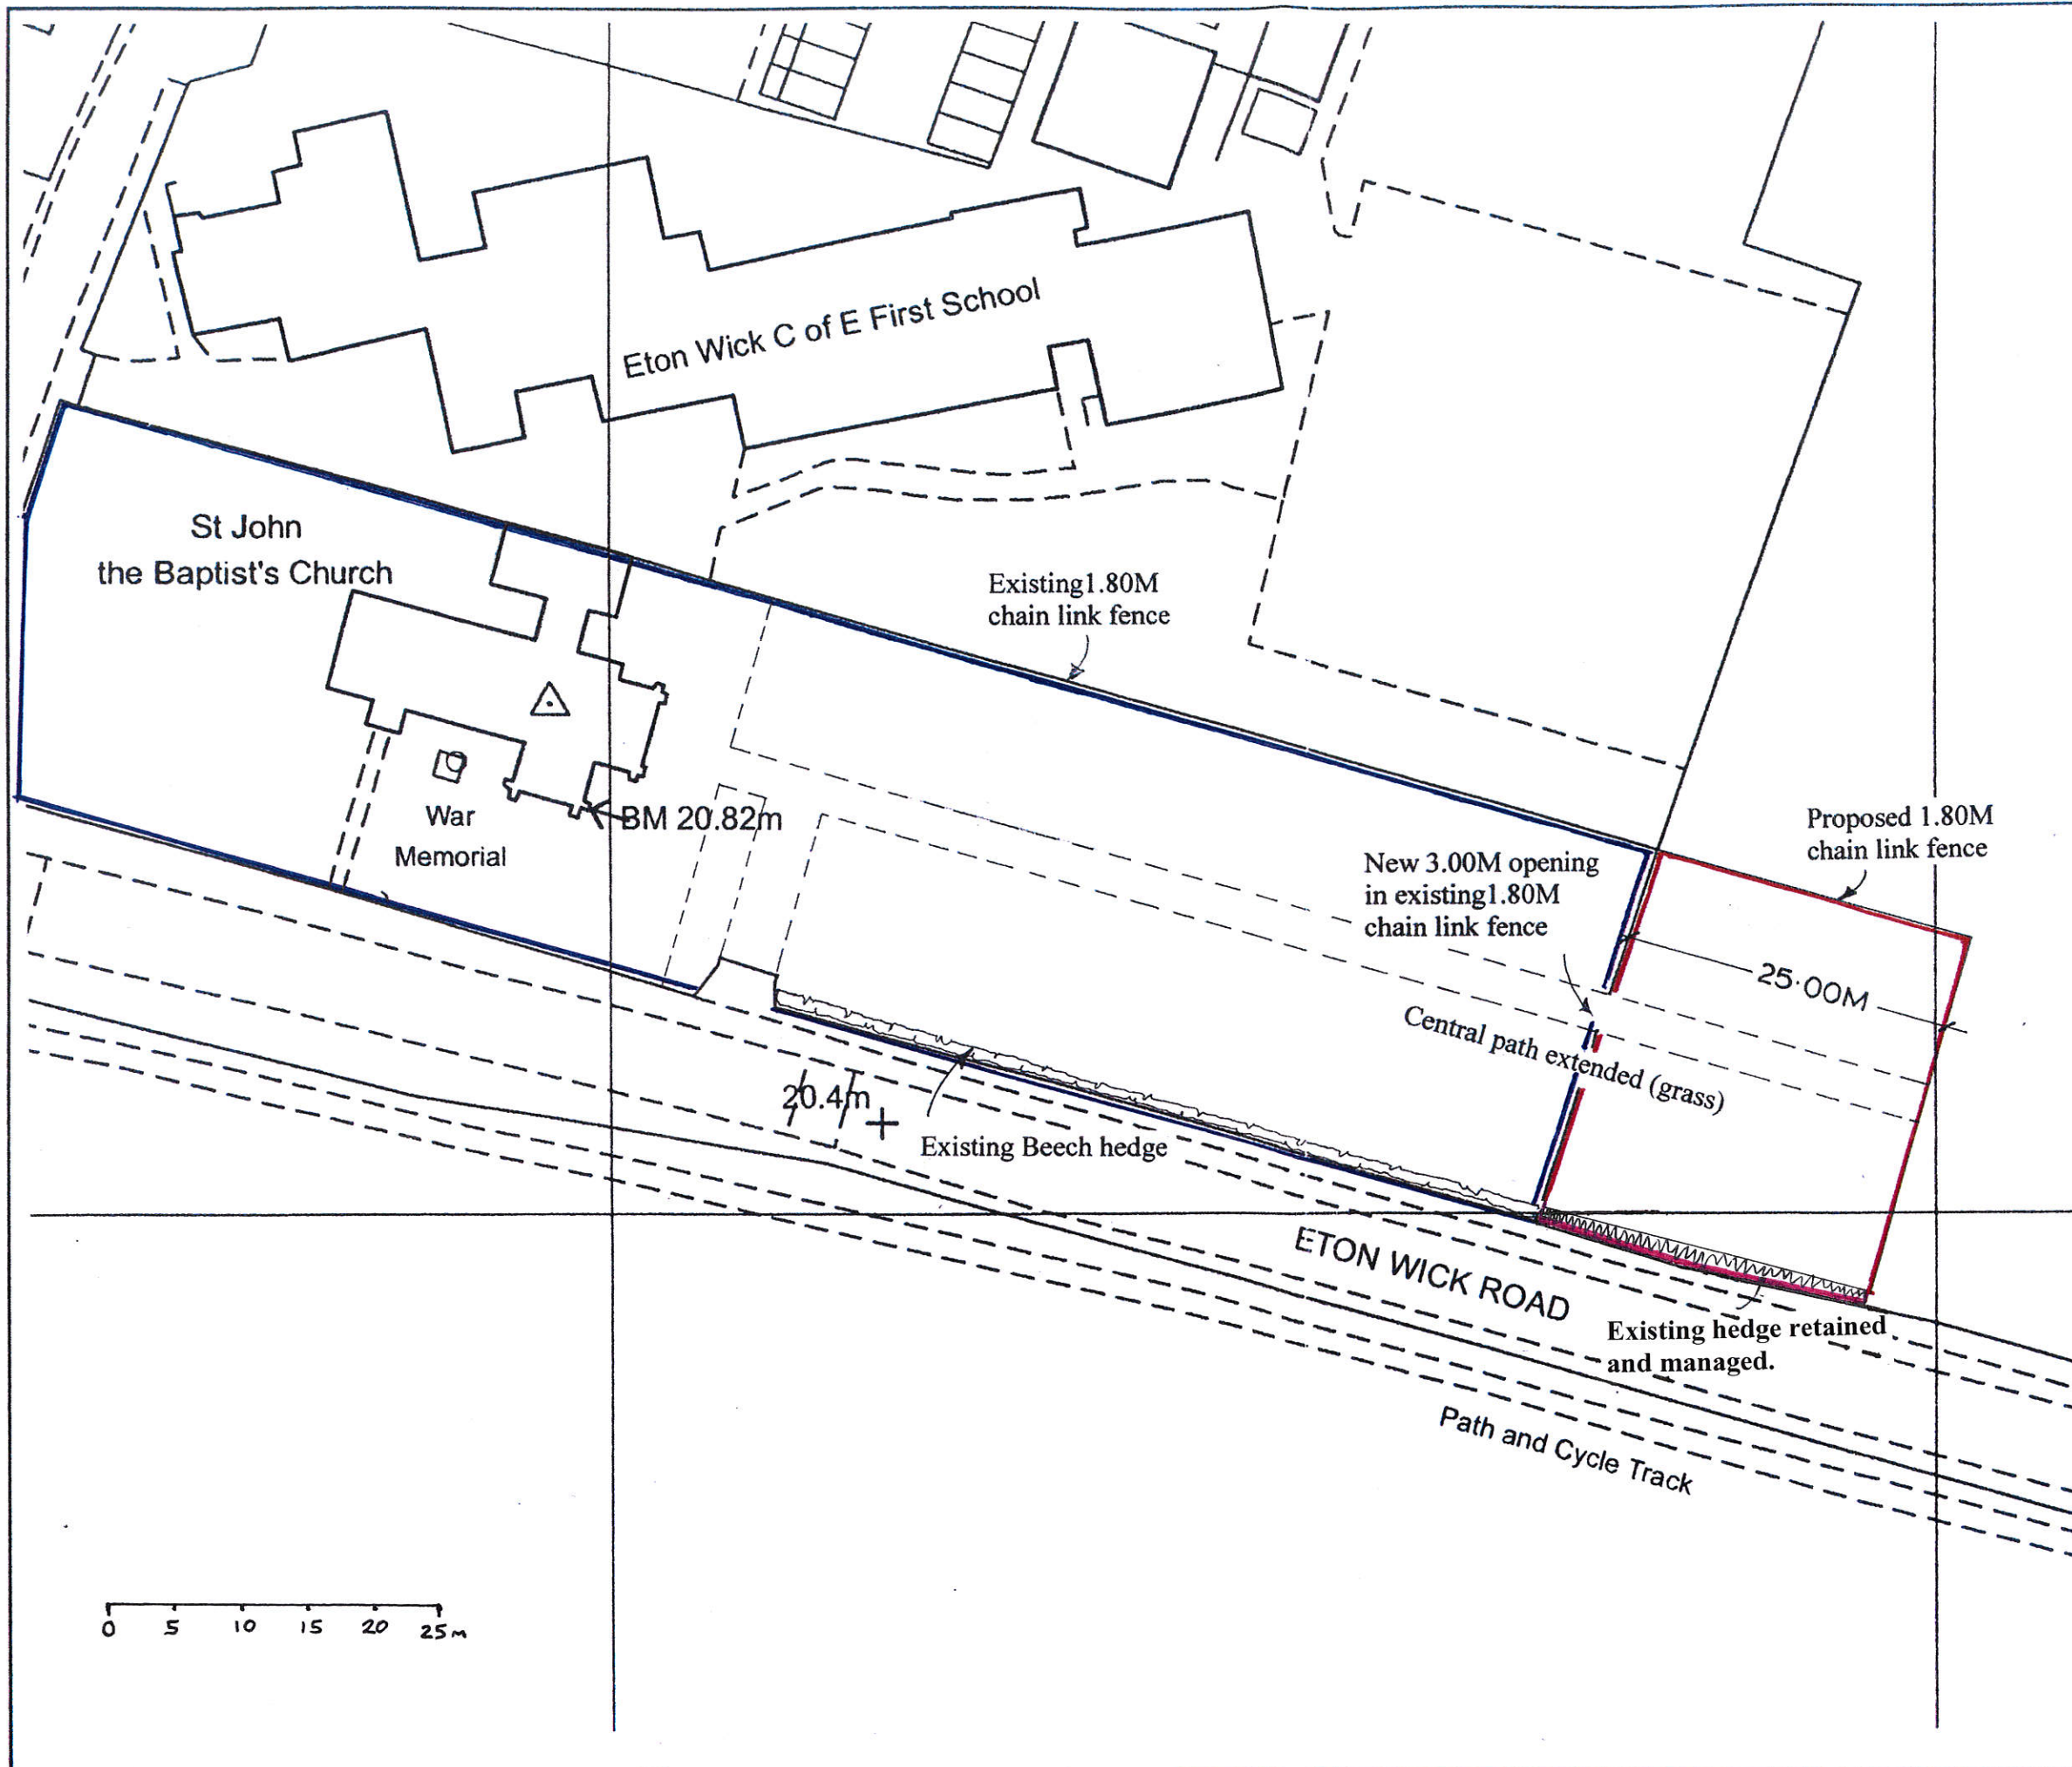 Eton Wick C of E First School
St John
the Baptist's Church
Existing1.80M
chain link fence
War
Memorial
BM 20.82m
Proposed 1.80M
chain link fence
New 3.00M opening
in existing1.80M
chain link fence
25.00M
Central path extended (grass)
20.4m
Existing Beech hedge
ETON WICK ROAD
Existing hedge retained
and managed.
Path and Cycle Track
0 5 10 15 20 25M